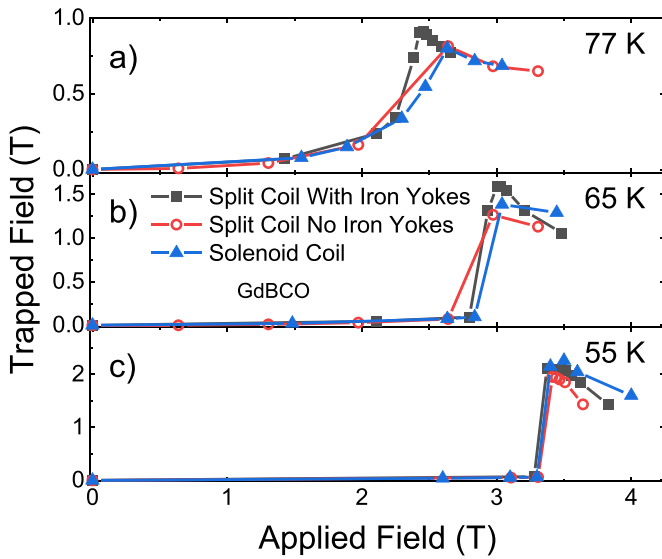 a) 77 K
1.0
0.5
0.0
b) 65 K
Split Coil With Iron Yokes
Split Coil No Iron Yokes
Solenoid Coil
GdBCO
1.5
1.0
0.5
0.0
c) 55 K
2
1
0
0 1 2 3 4
Applied Field (T)
Trapped Field (T)